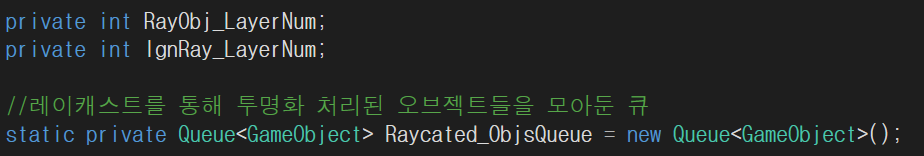 private int RayObj_LayerNum;
private int IgnRay_LayerNum;
//레이캐스트를 통해 투명화 처리된 오브젝트들을 모아둔 큐
static private Queue<GameObject> Raycated_ObjsQueue = new Queue<GameObject>();